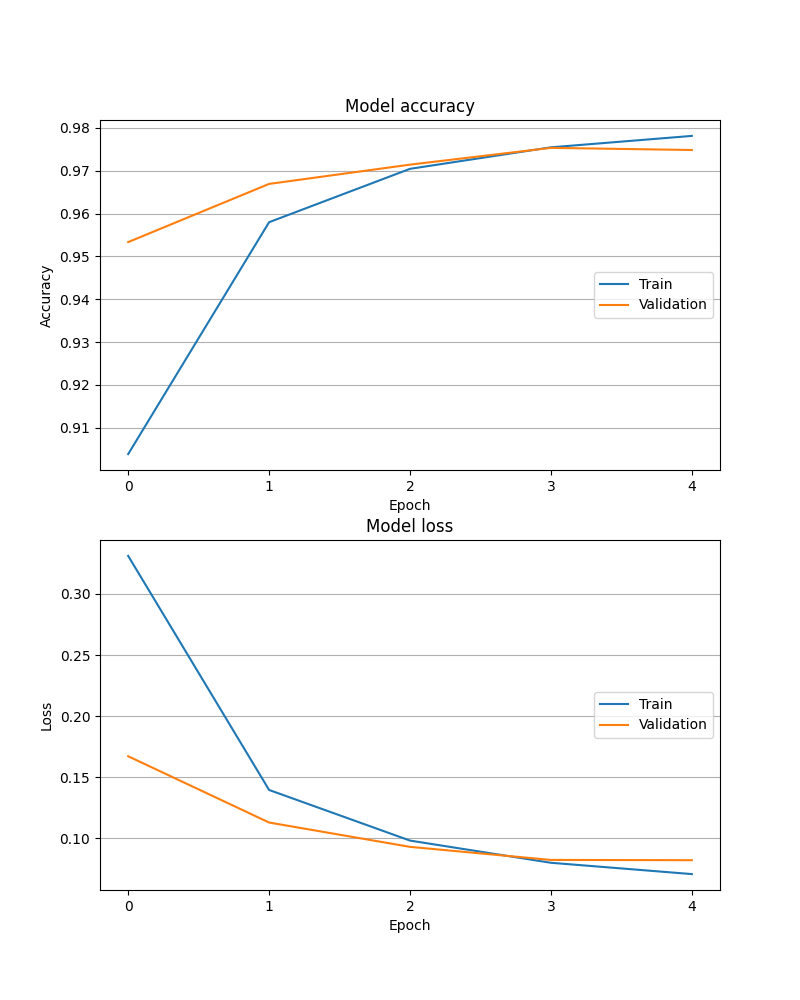 Model accuracy
0.98
0.97
0.96
0.95
0.94
0.93
0.92
0.91
Accuracy
Train
Validation
0 1 2 3 4
Epoch
Model loss
0.30
0.25
0.20
0.15
0.10
Loss
Train
Validation
0 1 2 3 4
Epoch